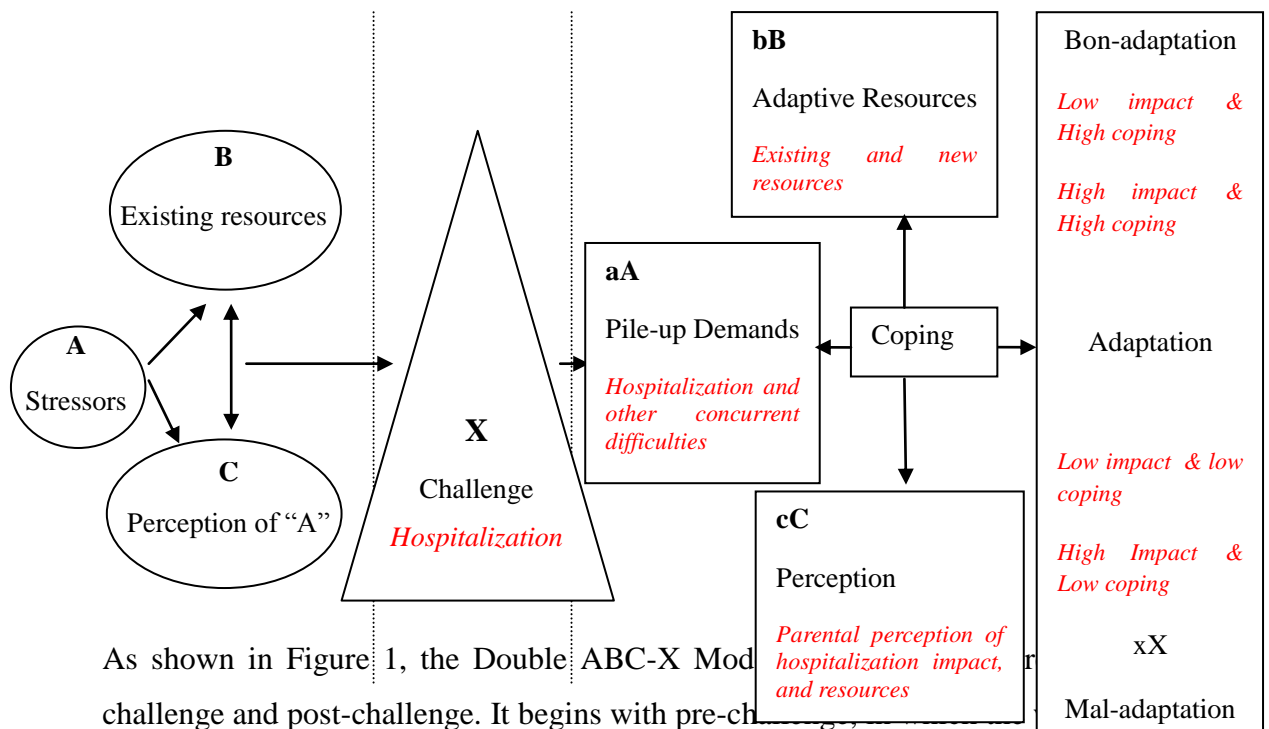 B
Existing resources
A
Stressors
C
Perception of “A”
X
Challenge
Hospitalization
aA
Pile-up Demands
Hospitalization and
other concurrent
difficulties
bB
Adaptive Resources
Existing and new
resources
Coping
cC
Perception
Parental perception of
hospitalization impact,
and resources
Bon-adaptation
Low impact &
High coping
High impact &
High coping
Adaptation
Low impact & low
coping
High Impact &
Low coping
xX
Mal-adaptation
As shown in Figure 1, the Double ABC-X
challenge and post-challenge. It begins with